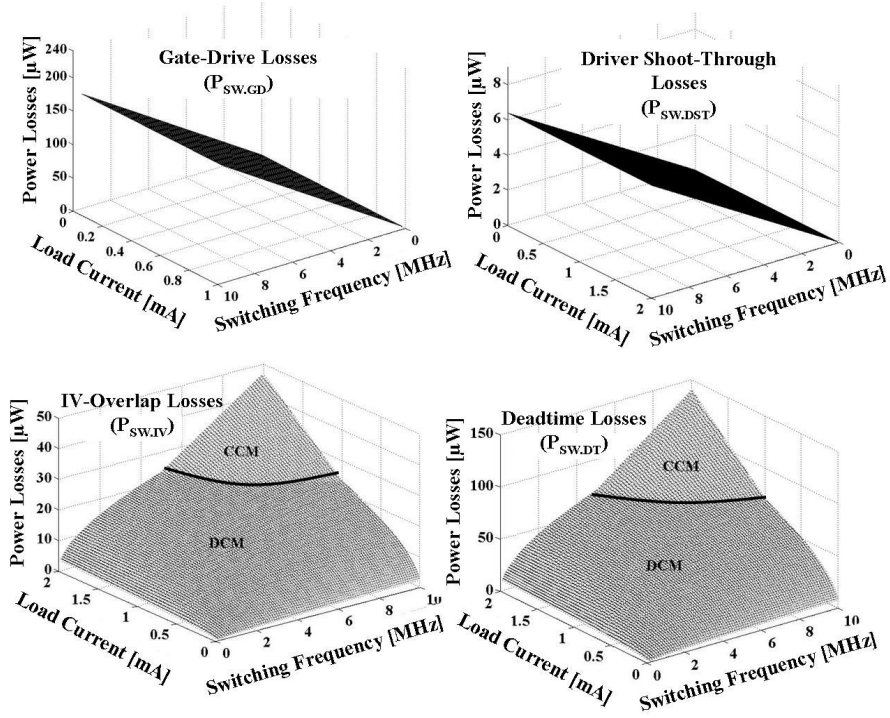 Gate-Drive Losses
(PSW.GD)
Power Losses [µW]
240
200
150
100
50
0
0
0.2
0.4
0.6
0.8
1
Load Current [mA]
10
8
6
4
2
0
Switching Frequency [MHz]
Driver Shoot-Through
Losses
(PSW.DST)
Power Losses [µW]
8
6
4
2
0
0
0.5
1
1.5
2
Load Current [mA]
10
8
6
4
2
0
Switching Frequency [MHz]
IV-Overlap Losses
(PSW.IV)
CCM
DCM
Power Losses [µW]
50
40
30
20
10
0
2
1.5
1
0.5
0
Load Current [mA]
0
2
4
6
8
10
Switching Frequency [MHz]
Deadtime Losses
(PSW.DT)
CCM
DCM
Power Losses [µW]
150
100
50
0
2
1.5
1
0.5
0
Load Current [mA]
0
2
4
6
8
10
Switching Frequency [MHz]